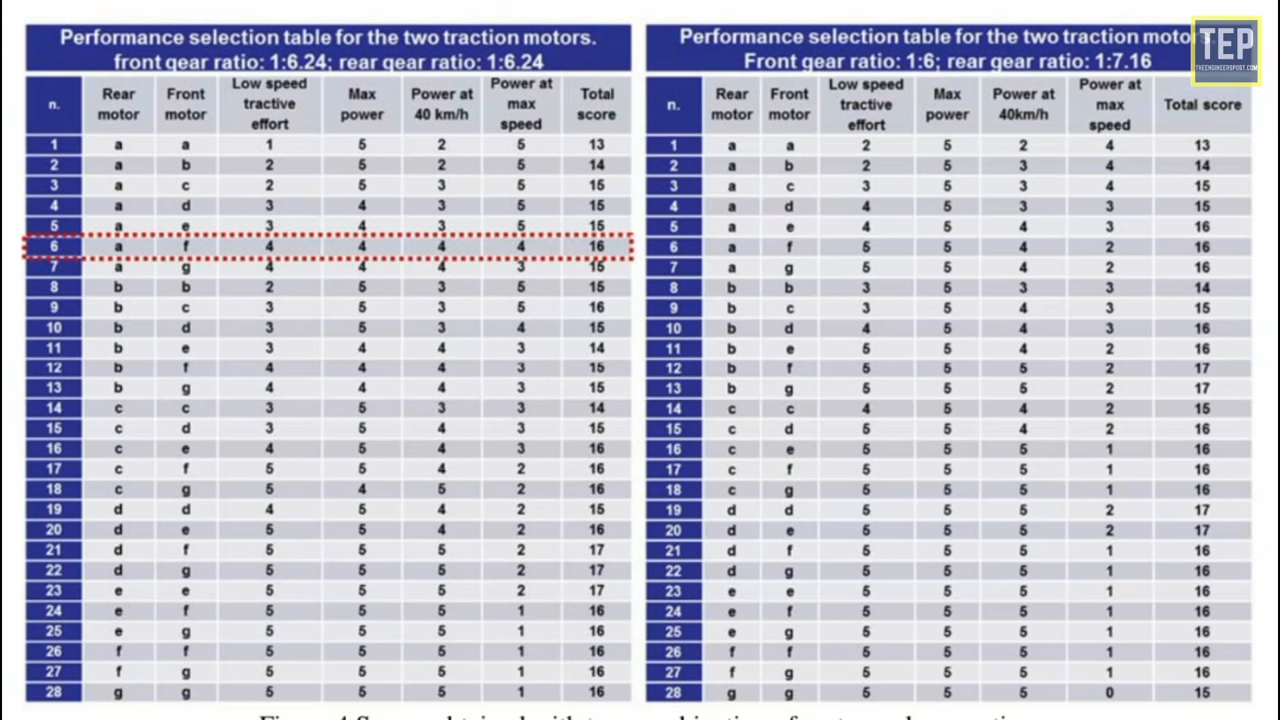 Performance selection table for the two traction motors.
front gear ratio: 1:6.24; rear gear ratio: 1:6.24
n. Rear motor Front motor Low speed tractive effort Max power Power at 40 km/h Power at max speed Total score
1 a a 1 5 2 5 13
2 a b 2 5 2 5 14
3 a c 2 5 3 5 15
4 a d 3 4 3 5 15
5 a e 3 4 3 5 15
6 a f 4 4 4 4 16
7 a g 4 4 4 3 15
8 b b 2 5 3 5 15
9 b c 3 5 3 5 16
10 b d 3 5 3 4 15
11 b e 3 4 4 3 14
12 b f 4 4 4 3 15
13 b g 4 4 4 3 15
14 c c 3 5 3 3 14
15 c d 3 5 4 3 15
16 c e 4 5 4 3 16
17 c f 5 5 4 2 16
18 c g 5 4 5 2 16
19 d d 4 5 4 2 15
20 d e 5 5 4 2 16
21 d f 5 5 5 2 17
22 d g 5 5 5 2 17
23 e e 5 5 5 2 17
24 e f 5 5 5 1 16
25 e g 5 5 5 1 16
26 f f 5 5 5 1 16
27 f g 5 5 5 1 16
28 g g 5 5 5 1 16
Performance selection table for the two traction
Front gear ratio: 1:6; rear gear ratio: 1:7.16
n. Rear motor Front motor Low speed tractive effort Max power Power at 40km/h Power at max speed Total score
1 a a 2 5 2 4 13
2 a b 2 5 3 4 14
3 a c 3 5 3 4 15
4 a d 4 5 3 3 15
5 a e 4 5 4 3 16
6 a f 5 5 4 2 16
7 a g 5 5 4 2 16
8 b b 3 5 3 3 14
9 b c 3 5 4 3 15
10 b d 4 5 4 3 16
11 b e 5 5 4 2 16
12 b f 5 5 5 2 17
13 b g 5 5 5 2 17
14 c c 4 5 4 2 15
15 c d 5 5 4 2 16
16 c e 5 5 5 1 16
17 c f 5 5 5 1 16
18 c g 5 5 5 1 16
19 d d 5 5 5 2 17
20 d e 5 5 5 2 17
21 d f 5 5 5 1 16
22 d g 5 5 5 1 16
23 e e 5 5 5 1 16
24 e f 5 5 5 1 16
25 e g 5 5 5 1 16
26 f f 5 5 5 1 16
27 f g 5 5 5 1 16
28 g g 5 5 5 0 15
TEP
THEENGINEERSPOST.COM